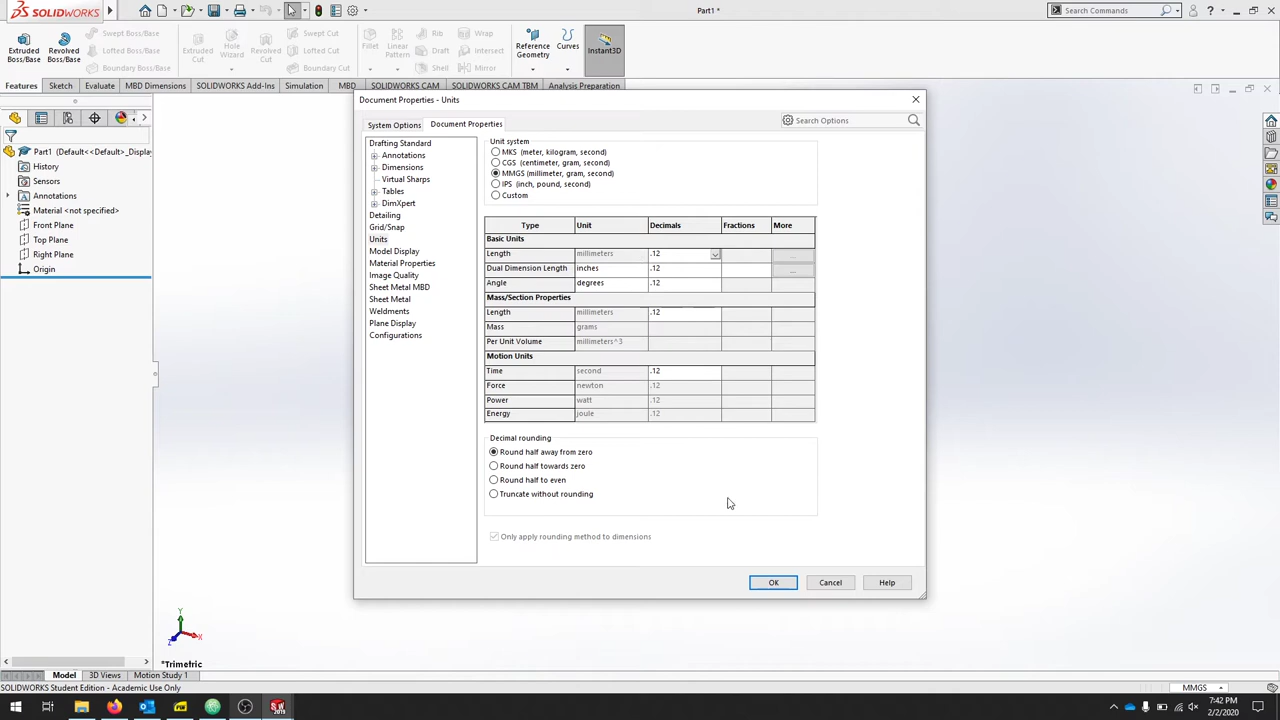 SOLIDWORKS
Part1 *
Search Commands
Extruded Boss/Base
Revolved Boss/Base
Swept Boss/Base
Lofted Boss/Base
Boundary Boss/Base
Extruded Cut
Hole Wizard
Revolved Cut
Swept Cut
Lofted Cut
Boundary Cut
Fillet
Linear Pattern
Rib
Draft
Shell
Wrap
Intersect
Mirror
Reference Geometry
Curves
Instant3D
Features
Sketch
Evaluate
MBD Dimensions
SOLIDWORKS Add-Ins
Simulation
MBD
SOLIDWORKS CAM
SOLIDWORKS CAM TBM
Analysis Preparation
Part1 (Default<<Default>_Display
History
Sensors
Annotations
Material <not specified>
Front Plane
Top Plane
Right Plane
Origin
Document Properties - Units
System Options
Document Properties
Search Options
Drafting Standard
Annotations
Dimensions
Virtual Sharps
Tables
DimXpert
Detailing
Grid/Snap
Units
Model Display
Material Properties
Image Quality
Sheet Metal MBD
Sheet Metal
Weldments
Plane Display
Configurations
Unit system
MKS (meter, kilogram, second)
CGS (centimeter, gram, second)
MMGS (millimeter, gram, second)
IPS (inch, pound, second)
Custom
Type Unit Decimals Fractions More
Basic Units
Length millimeters .12 ...
Dual Dimension Length inches .12 ...
Angle degrees .12
Mass/Section Properties
Length millimeters .12
Mass grams
Per Unit Volume millimeters^3
Motion Units
Time second .12
Force newton .12
Power watt .12
Energy joule .12
Decimal rounding
Round half away from zero
Round half towards zero
Round half to even
Truncate without rounding
Only apply rounding method to dimensions
OK
Cancel
Help
Y
X
Z
*Trimetric
Model
3D Views
Motion Study 1
SOLIDWORKS Student Edition - Academic Use Only
MMGS
7:42 PM
2/2/2020